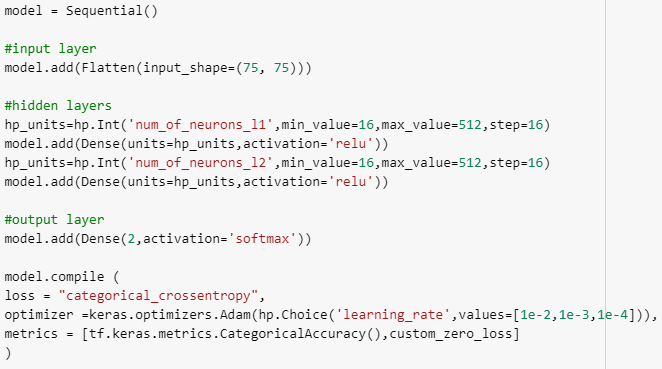 model = Sequential()
#input layer
model.add(Flatten(input_shape=(75, 75)))
#hidden layers
hp_units=hp.Int('num_of_neurons_l1',min_value=16,max_value=512,step=16)
model.add(Dense(units=hp_units,activation='relu'))
hp_units=hp.Int('num_of_neurons_l2',min_value=16,max_value=512,step=16)
model.add(Dense(units=hp_units,activation='relu'))
#output layer
model.add(Dense(2,activation='softmax'))
model.compile (
loss = "categorical_crossentropy",
optimizer =keras.optimizers.Adam(hp.Choice('learning_rate',values=[1e-2,1e-3,1e-4])),
metrics = [tf.keras.metrics.CategoricalAccuracy(),custom_zero_loss]
)